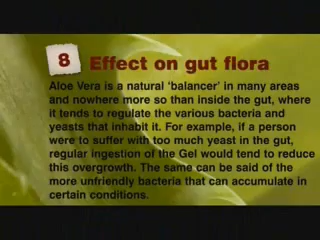 8 Effect on gut flora
Aloe Vera is a natural ‘balancer’ in many areas
and nowhere more so than inside the gut, where
it tends to regulate the various bacteria and
yeasts that inhabit it. For example, if a person
were to suffer with too much yeast in the gut,
regular ingestion of the Gel would tend to reduce
this overgrowth. The same can be said of the
more unfriendly bacteria that can accumulate in
certain conditions.